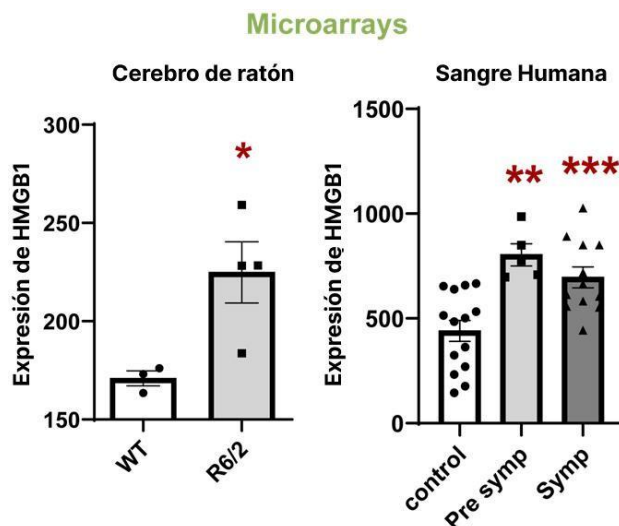 Microarrays
Cerebro de ratón
Expresión de HMGB1
300
250
200
150
*
WT
R6/2
Sangre Humana
Expresión de HMGB1
1500
1000
500
0
**
***
control
Pre symp
Symp